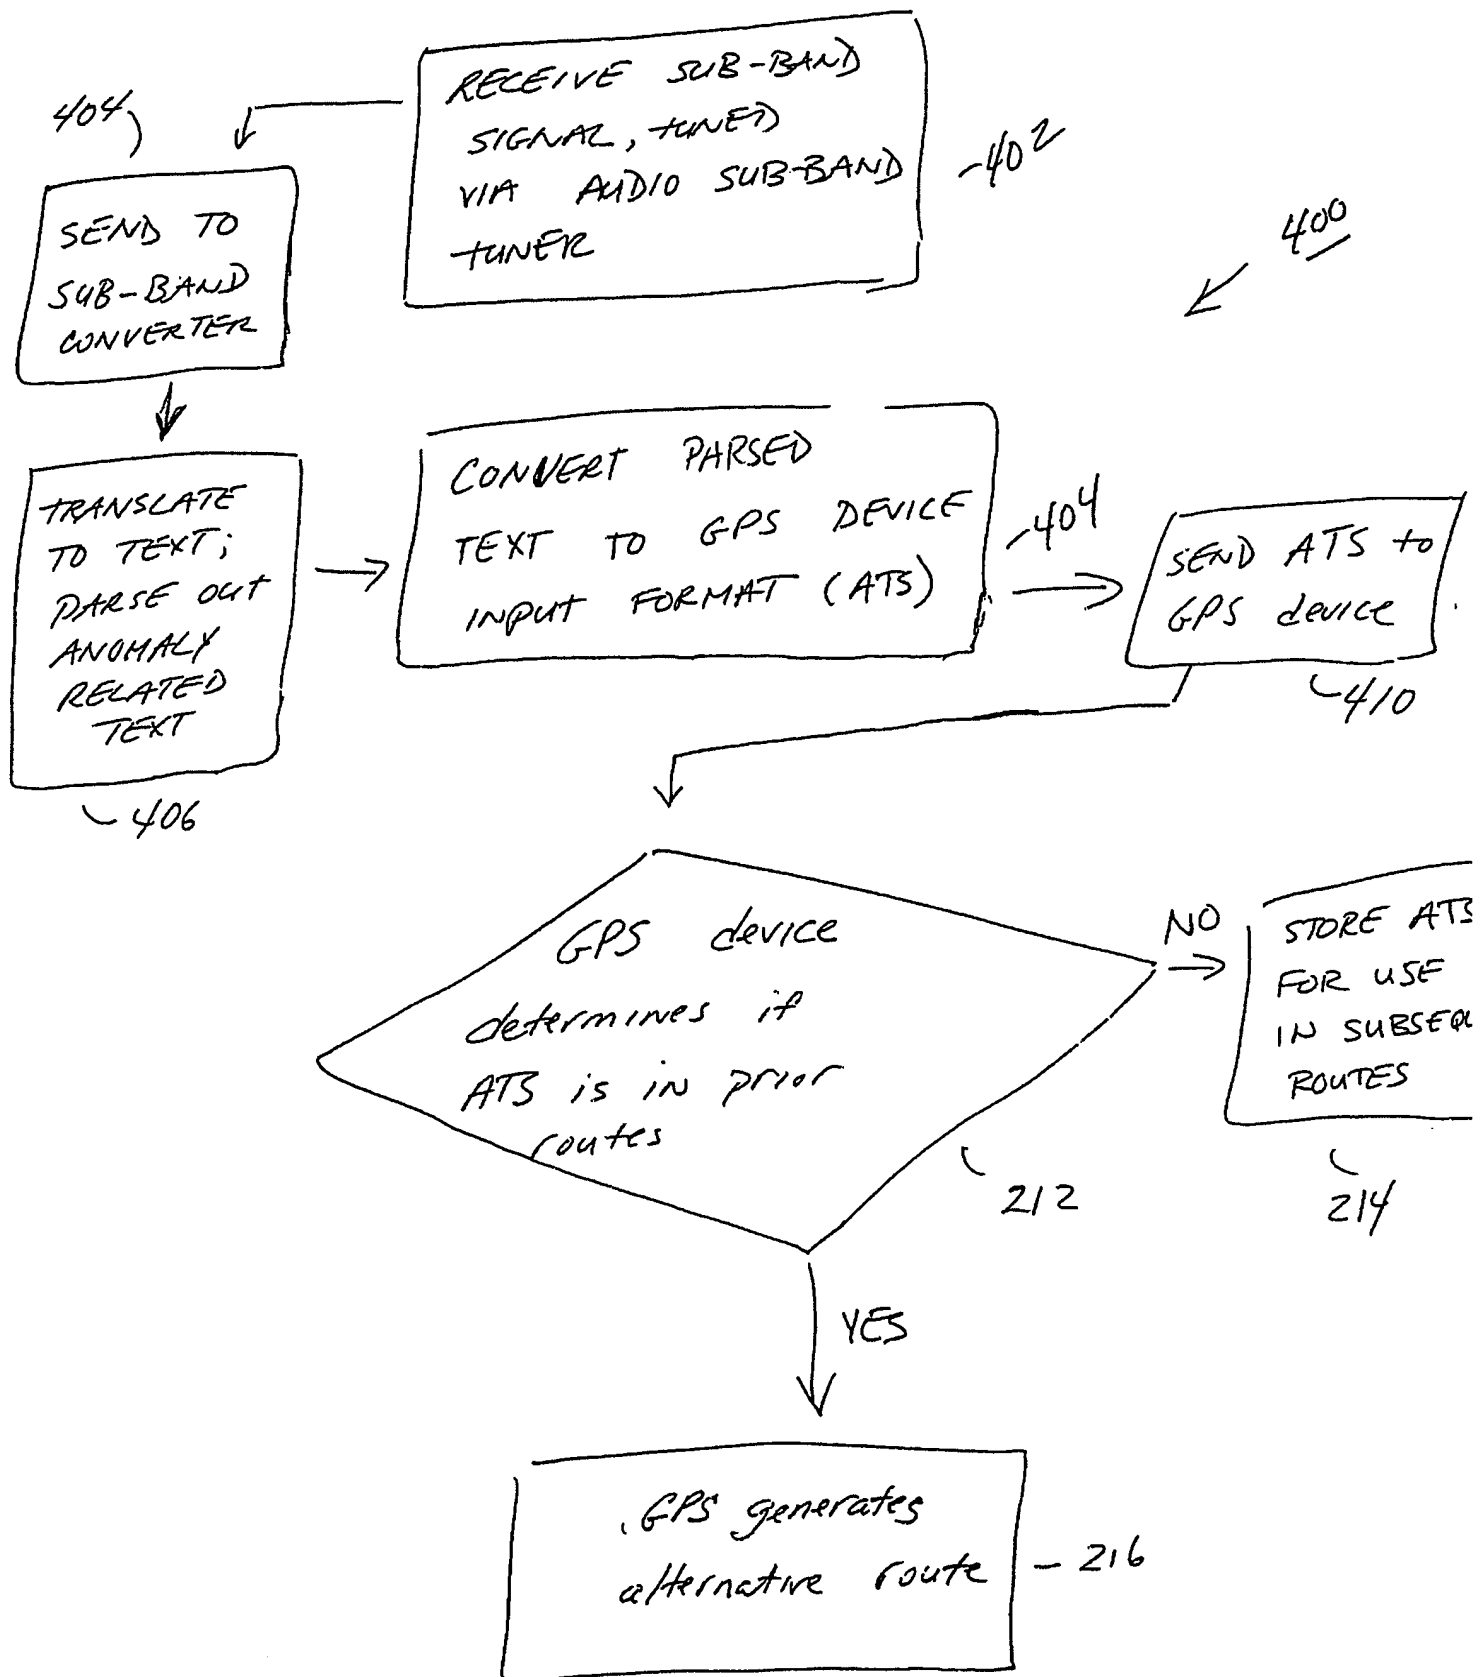 RECEIVE SUB-BAND
SIGNAL, TUNED
VIA AUDIO SUB-BAND
TUNER
402
404
400
SEND TO
SUB-BAND
CONVERTER
TRANSLATE
TO TEXT;
PARSE OUT
ANOMALY
RELATED
TEXT
406
CONVERT PARSED
TEXT TO GPS DEVICE
INPUT FORMAT (ATS)
404
SEND ATS to
GPS device
410
GPS device
determines if
ATS is in prior
routes
212
NO
STORE ATS
FOR USE
IN SUBSEQU
ROUTES
214
YES
GPS generates
alternative route
216